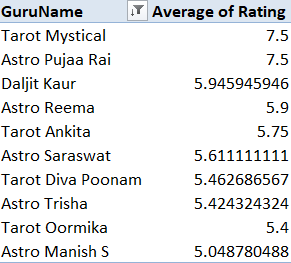 GuruName Average of Rating
Tarot Mystical 7.5
Astro Pujaa Rai 7.5
Daljit Kaur 5.945945946
Astro Reema 5.9
Tarot Ankita 5.75
Astro Saraswat 5.611111111
Tarot Diva Poonam 5.462686567
Astro Trisha 5.424324324
Tarot Oormika 5.4
Astro Manish S 5.048780488